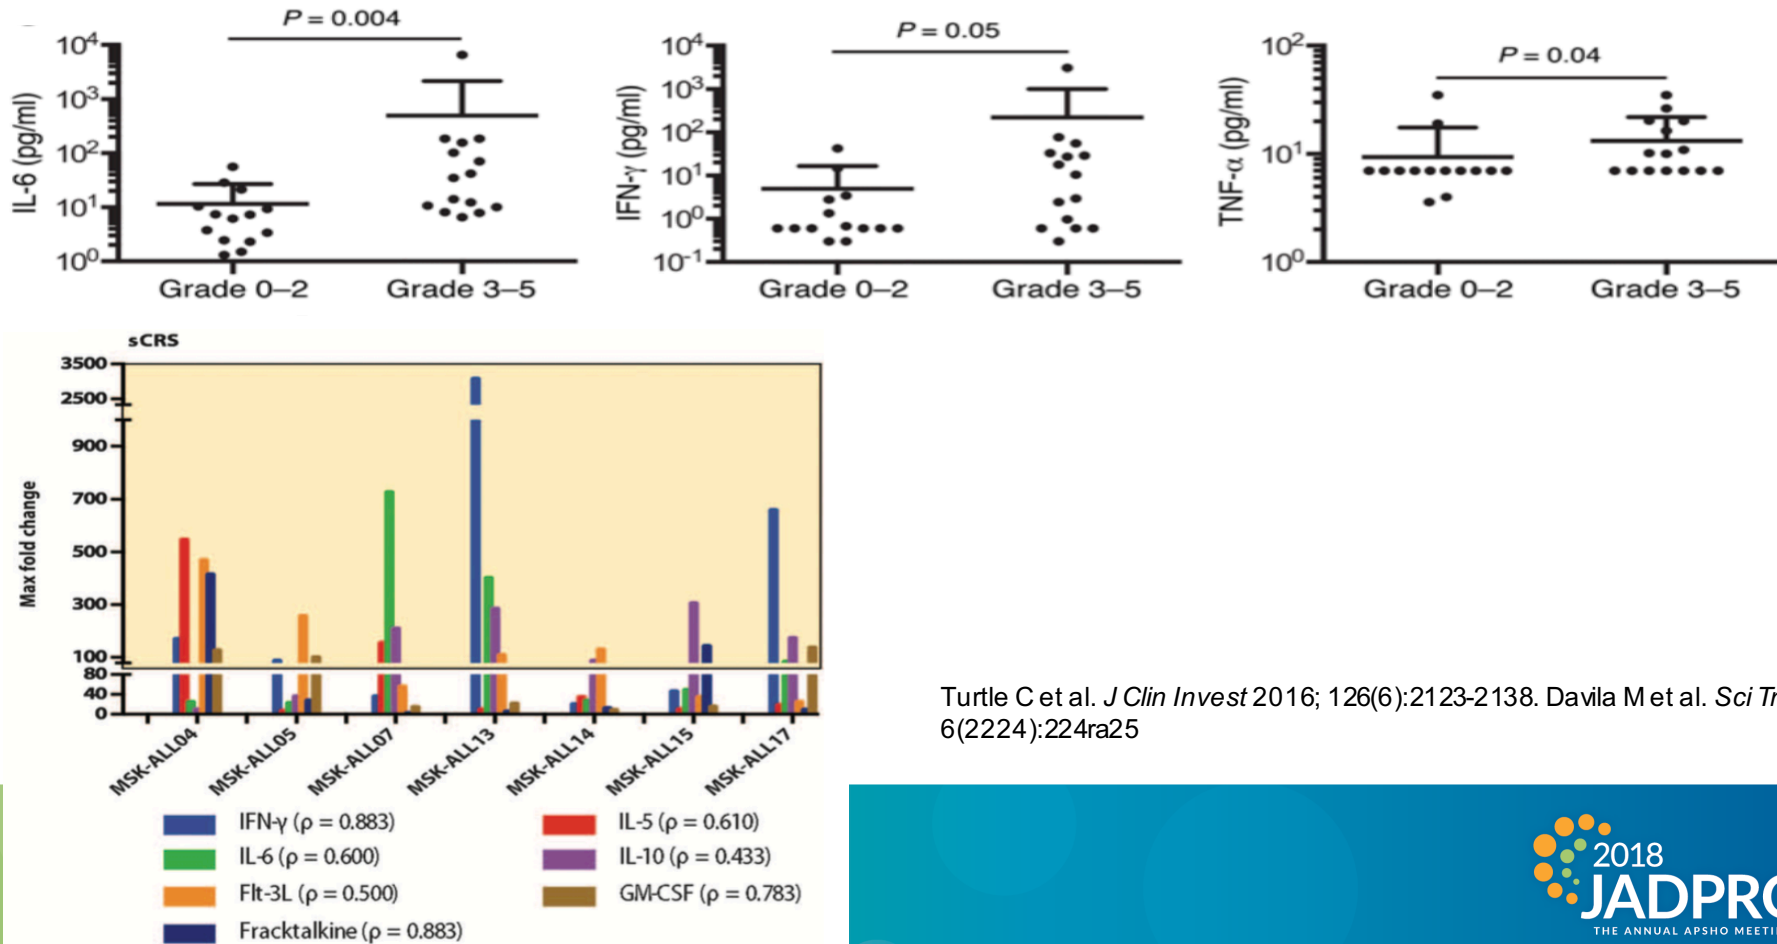 P = 0.004
P = 0.05
P = 0.04
IL-6 (pg/ml)
10⁴
10³
10²
10¹
10⁰
Grade 0–2
Grade 3–5
IFN-γ (pg/ml)
10⁴
10³
10²
10¹
10⁰
10⁻¹
Grade 0–2
Grade 3–5
TNF-α (pg/ml)
10²
10¹
10⁰
Grade 0–2
Grade 3–5
sCRS
Max fold change
3500
2500
900
700
500
300
100
80
40
0
MSK-ALL04
MSK-ALL05
MSK-ALL07
MSK-ALL13
MSK-ALL14
MSK-ALL15
MSK-ALL17
IFN-γ (ρ = 0.883)
IL-5 (ρ = 0.610)
IL-6 (ρ = 0.600)
IL-10 (ρ = 0.433)
Flt-3L (ρ = 0.500)
GM-CSF (ρ = 0.783)
Fracktalkine (ρ = 0.883)
Turtle C et al. J Clin Invest 2016; 126(6):2123-2138. Davila M et al. Sci
6(2224):224ra25
2018
JADPRO
THE ANNUAL APSHO